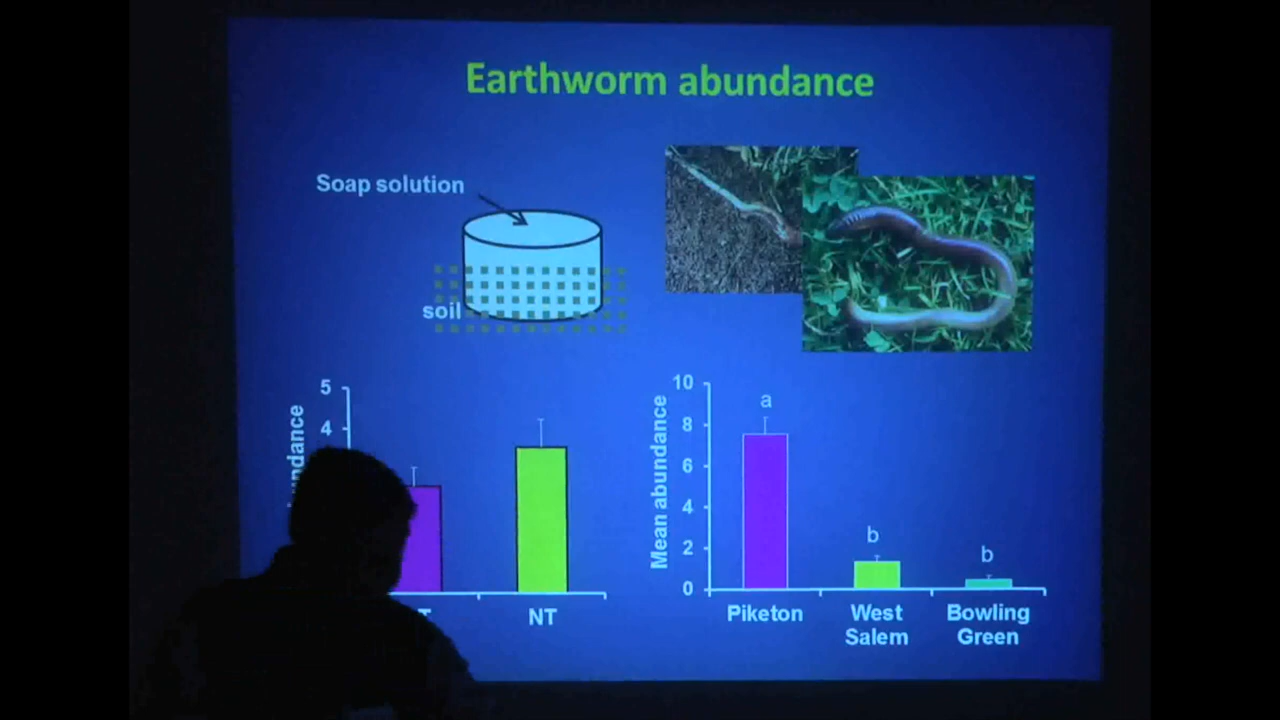 Earthworm abundance
Soap solution
soil
5
4
NT
10
8
6
4
2
0
Mean abundance
a
b
b
Piketon
West
Salem
Bowling
Green